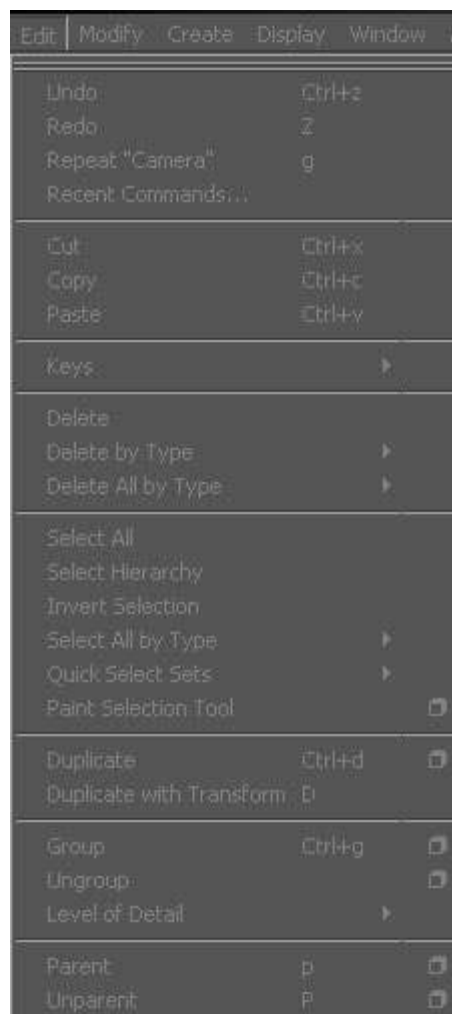 Edit Modify Create Display Window
Undo Ctrl+z
Redo Z
Repeat "Camera" g
Recent Commands...
Cut Ctrl+x
Copy Ctrl+c
Paste Ctrl+v
Keys
Delete
Delete by Type
Delete All by Type
Select All
Select Hierarchy
Invert Selection
Select All by Type
Quick Select Sets
Paint Selection Tool
Duplicate Ctrl+d
Duplicate with Transform D
Group Ctrl+g
Ungroup
Level of Detail
Parent p
Unparent P